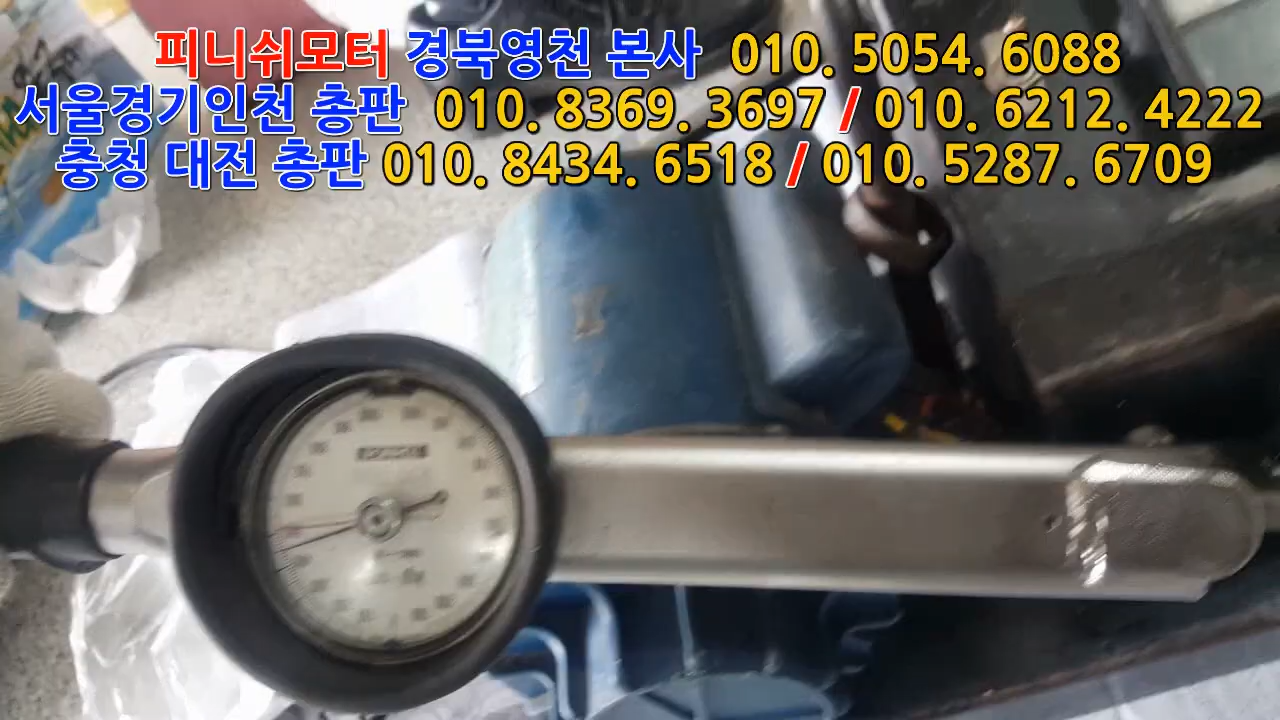 피니쉬모터 경북영천 본사 010. 5054. 6088
서울경기인천 총판 010. 8369. 3697 / 010. 6212. 4222
충청 대전 총판 010. 8434. 6518 / 010. 5287. 6709